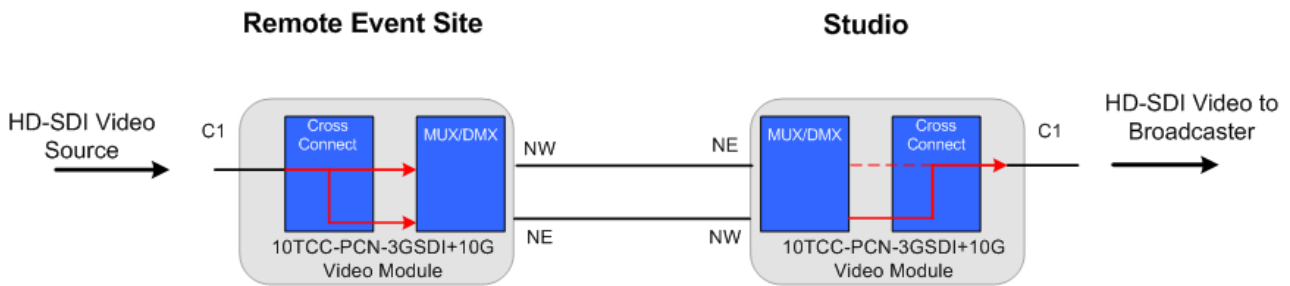 Remote Event Site
Studio
HD-SDI Video
Source
C1
Cross
Connect
MUX/DMX
NW
NE
10TCC-PCN-3GSDI+10G
Video Module
NE
NW
MUX/DMX
Cross
Connect
10TCC-PCN-3GSDI+10G
Video Module
C1
HD-SDI Video to
Broadcaster